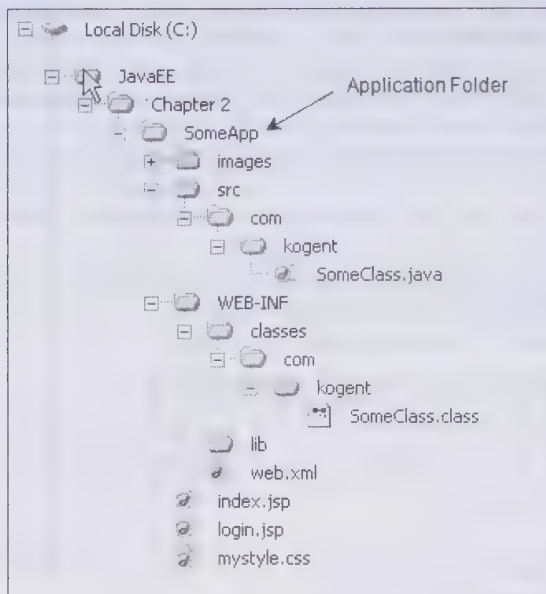 Local Disk (C:)
JavaEE
Application Folder
Chapter 2
SomeApp
images
src
com
kogent
SomeClass.java
WEB-INF
classes
com
kogent
SomeClass.class
lib
web.xml
index.jsp
login.jsp
mystyle.css